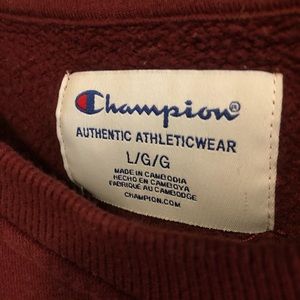 Champion®
AUTHENTIC ATHLETICWEAR
L/G/G
MADE IN CAMBODIA
HECHO EN CAMBOYA
FABRIQUÉ AU CAMBODGE
CHAMPION.COM